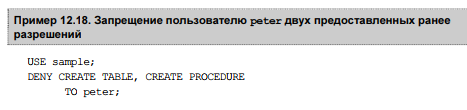 Пример 12.18. Запрещение пользователю peter двух предоставленных ранее
разрешений
USE sample;
DENY CREATE TABLE, CREATE PROCEDURE
TO peter;